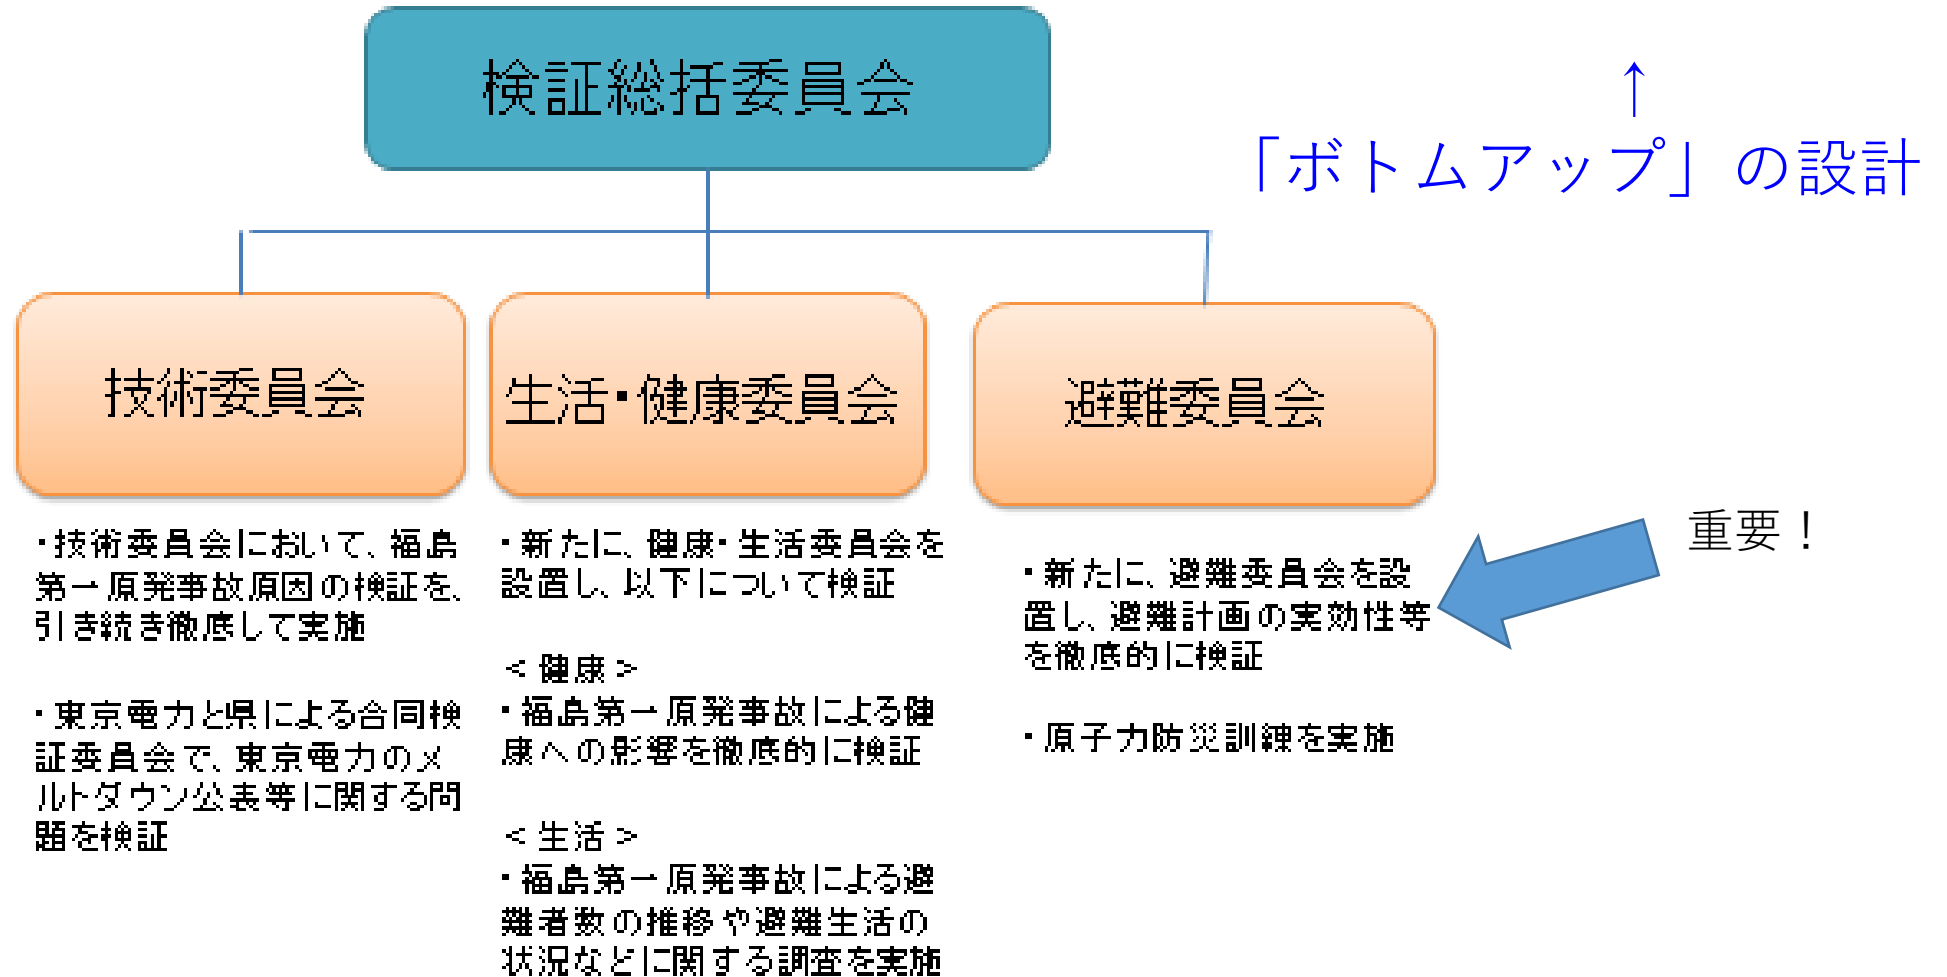 検証総括委員会
↑
「ボトムアップ」の設計
技術委員会
生活・健康委員会
避難委員会
・技術委員会において、福島
第一原発事故原因の検証を、
引き続き徹底して実施
・東京電力と県による合同検
証委員会で、東京電力のメ
ルトダウン公表等に関する問
題を検証
・新たに、健康・生活委員会を
設置し、以下について検証
＜健康＞
・福島第一原発事故による健
康への影響を徹底的に検証
＜生活＞
・福島第一原発事故による避
難者数の推移や避難生活の
状況などに関する調査を実施
・新たに、避難委員会を設
置し、避難計画の実効性等
を徹底的に検証
・原子力防災訓練を実施
重要！